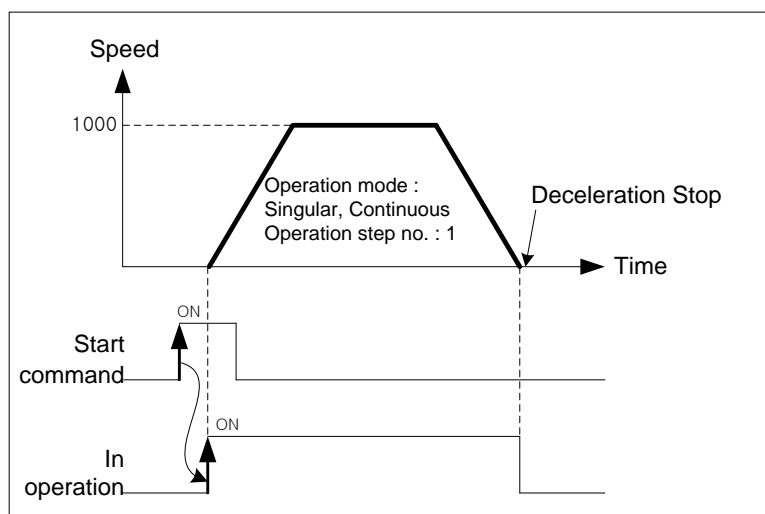 Speed
1000
Operation mode :
Singular, Continuous
Operation step no. : 1
Deceleration Stop
Time
ON
Start
command
ON
In
operation